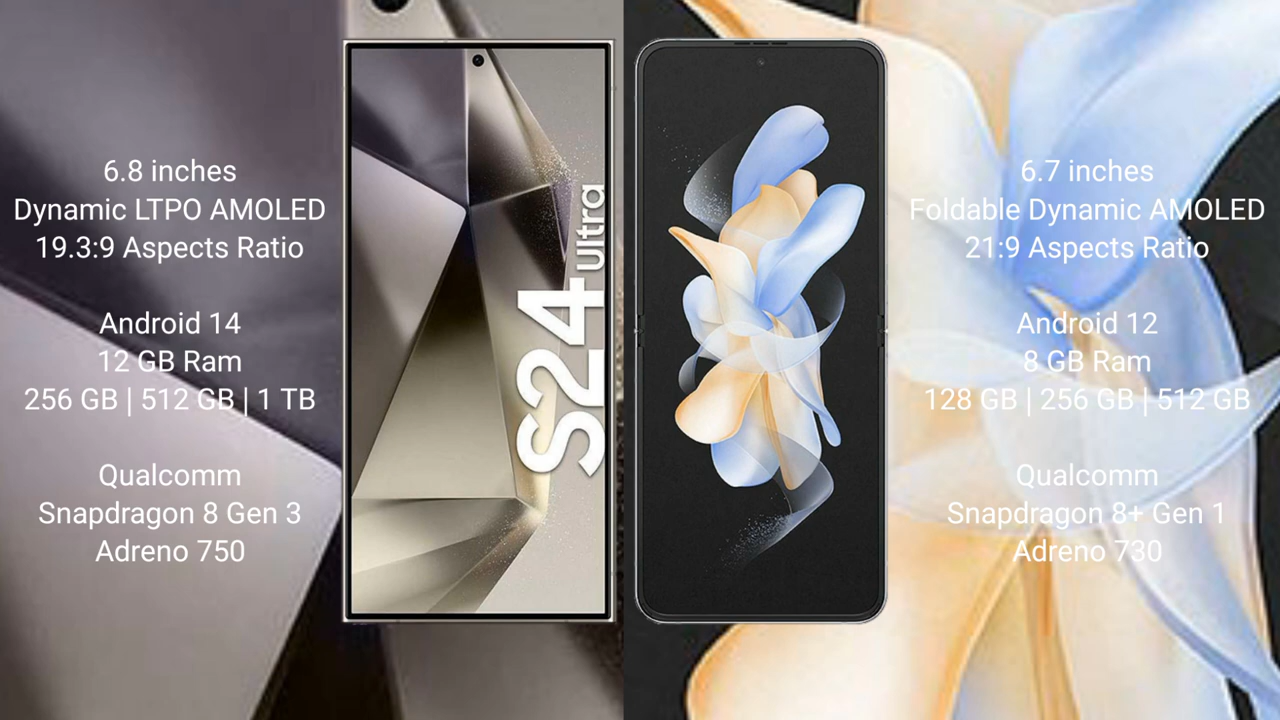 6.8 inches
Dynamic LTPO AMOLED
19.3:9 Aspects Ratio
Android 14
12 GB Ram
256 GB | 512 GB | 1 TB
Qualcomm
Snapdragon 8 Gen 3
Adreno 750
S24 ultra
6.7 inches
Foldable Dynamic AMOLED
21:9 Aspects Ratio
Android 12
8 GB Ram
128 GB | 256 GB | 512 GB
Qualcomm
Snapdragon 8+ Gen 1
Adreno 730